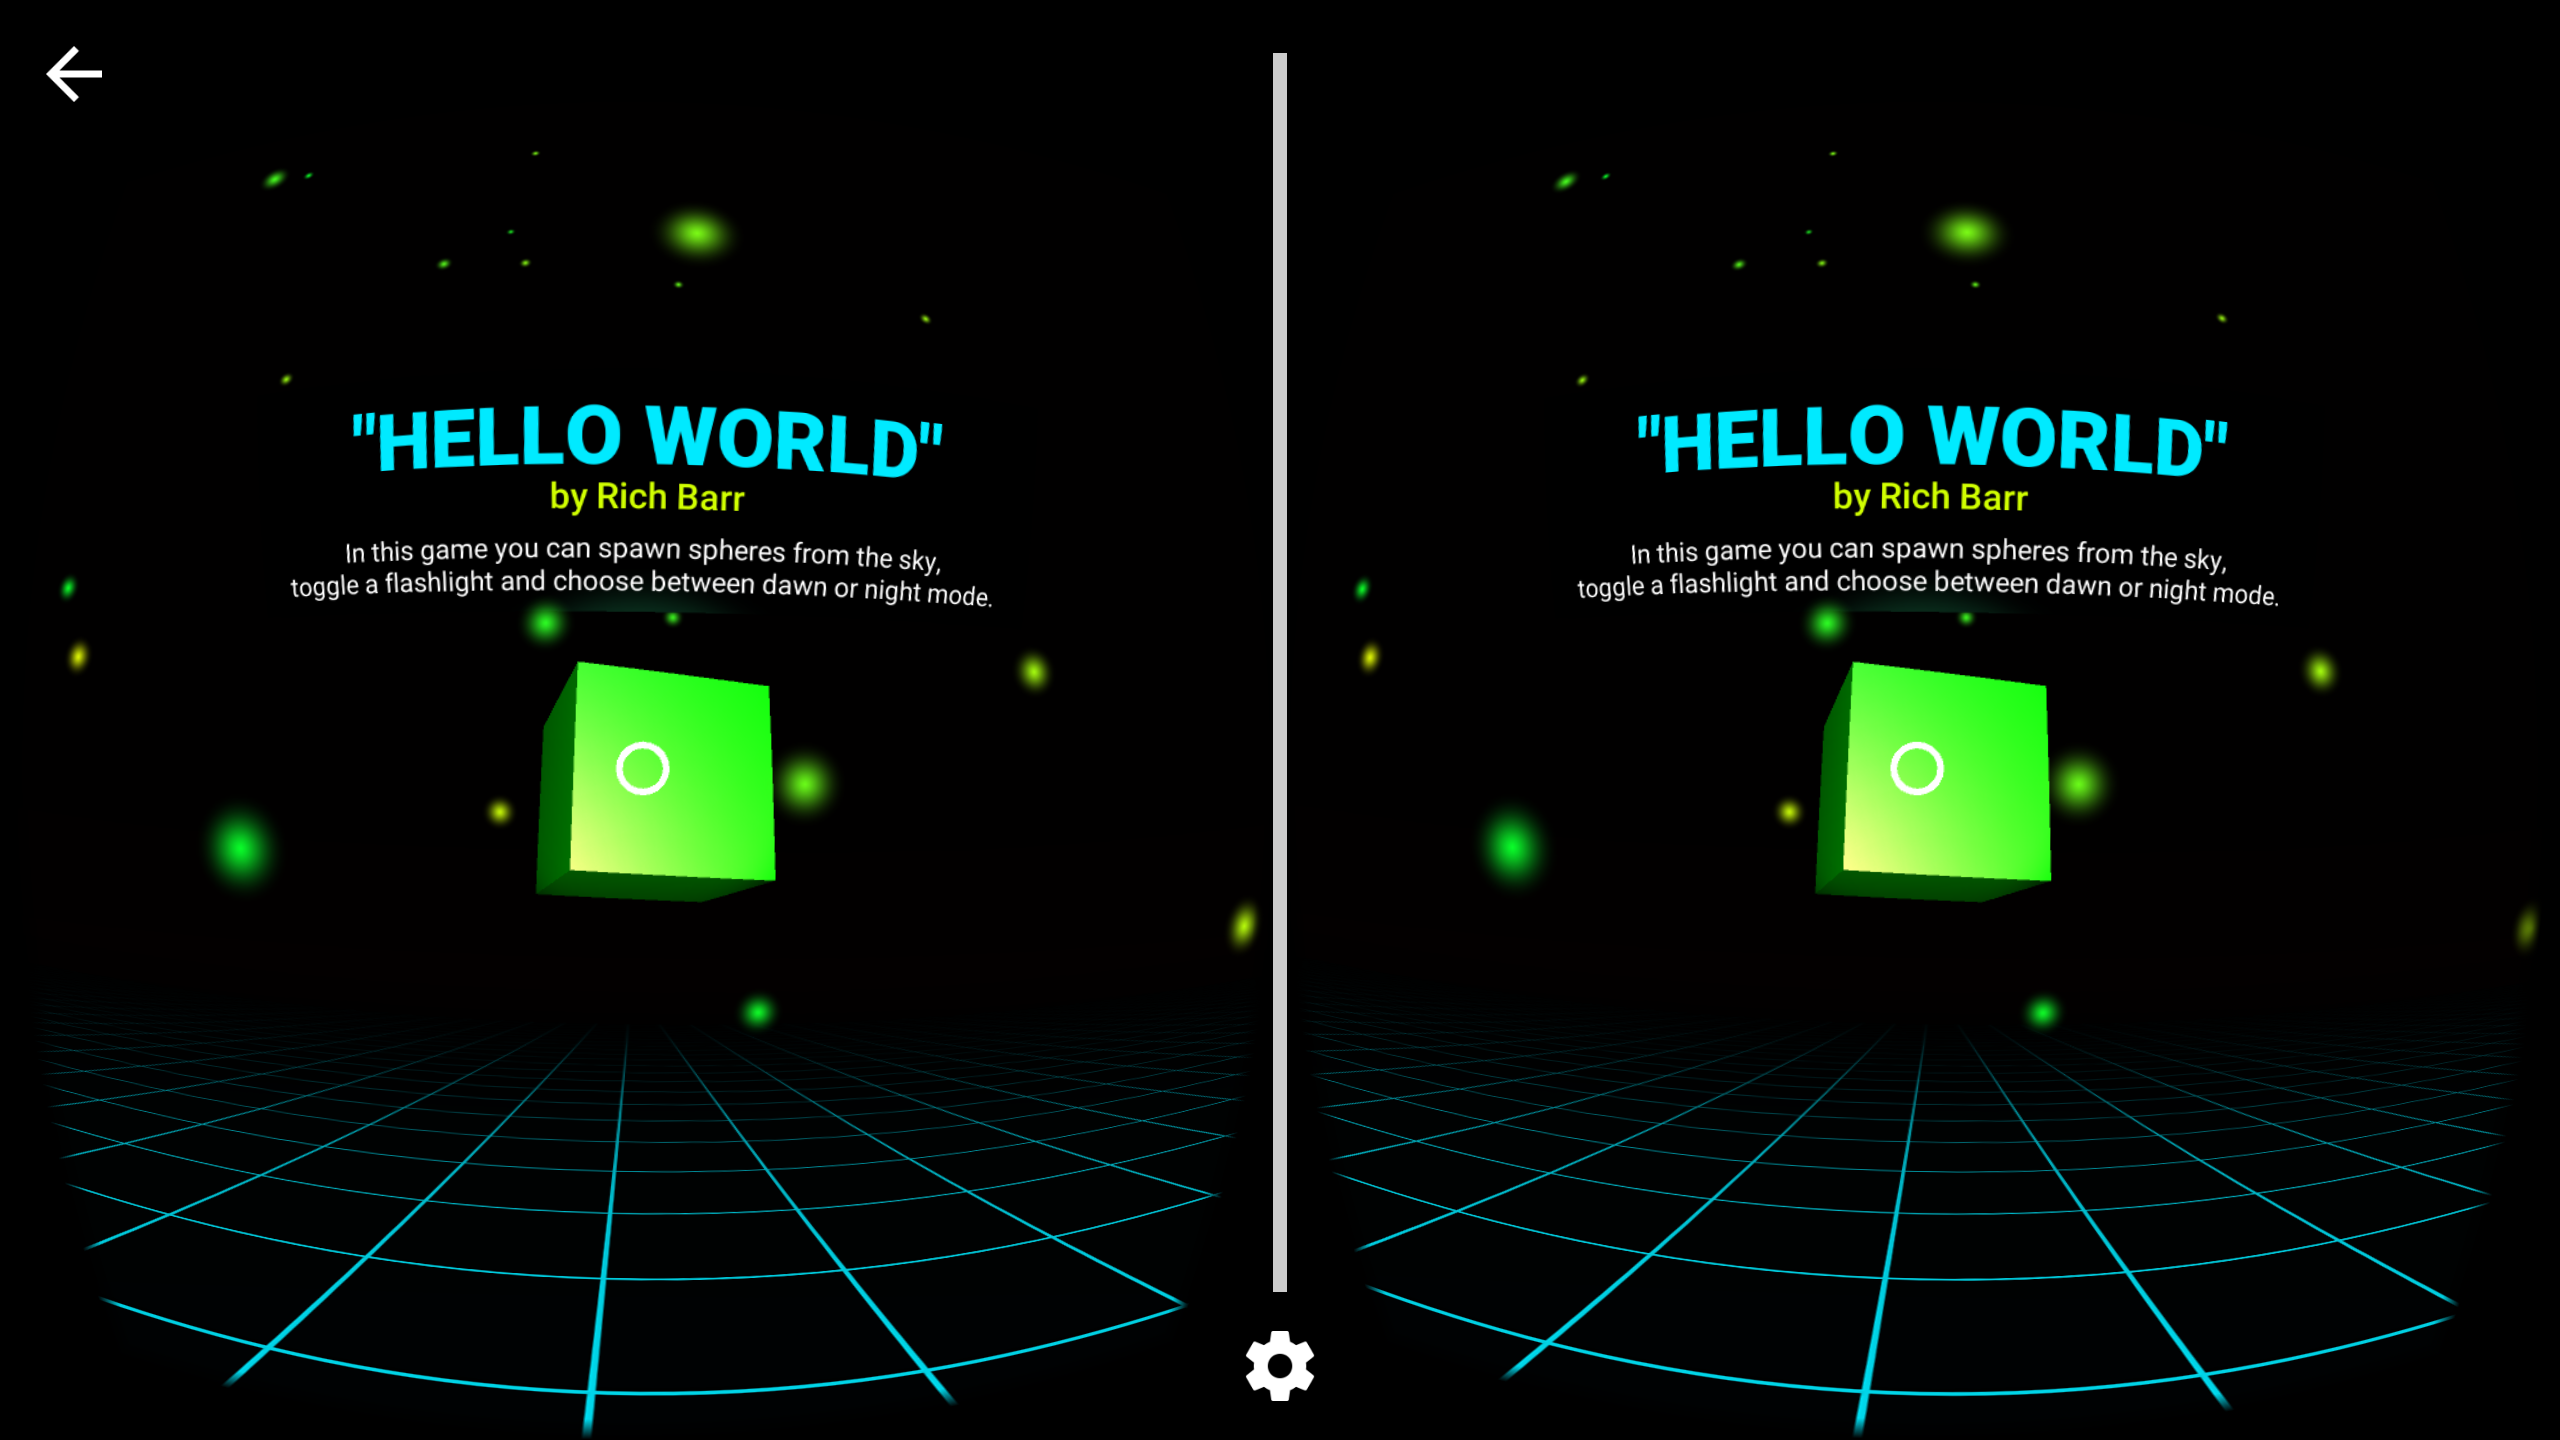 "HELLO WORLD"
by Rich Barr
In this game you can spawn spheres from the sky,
toggle a flashlight and choose between dawn or night mode.
"HELLO WORLD"
by Rich Barr
In this game you can spawn spheres from the sky,
toggle a flashlight and choose between dawn or night mode.